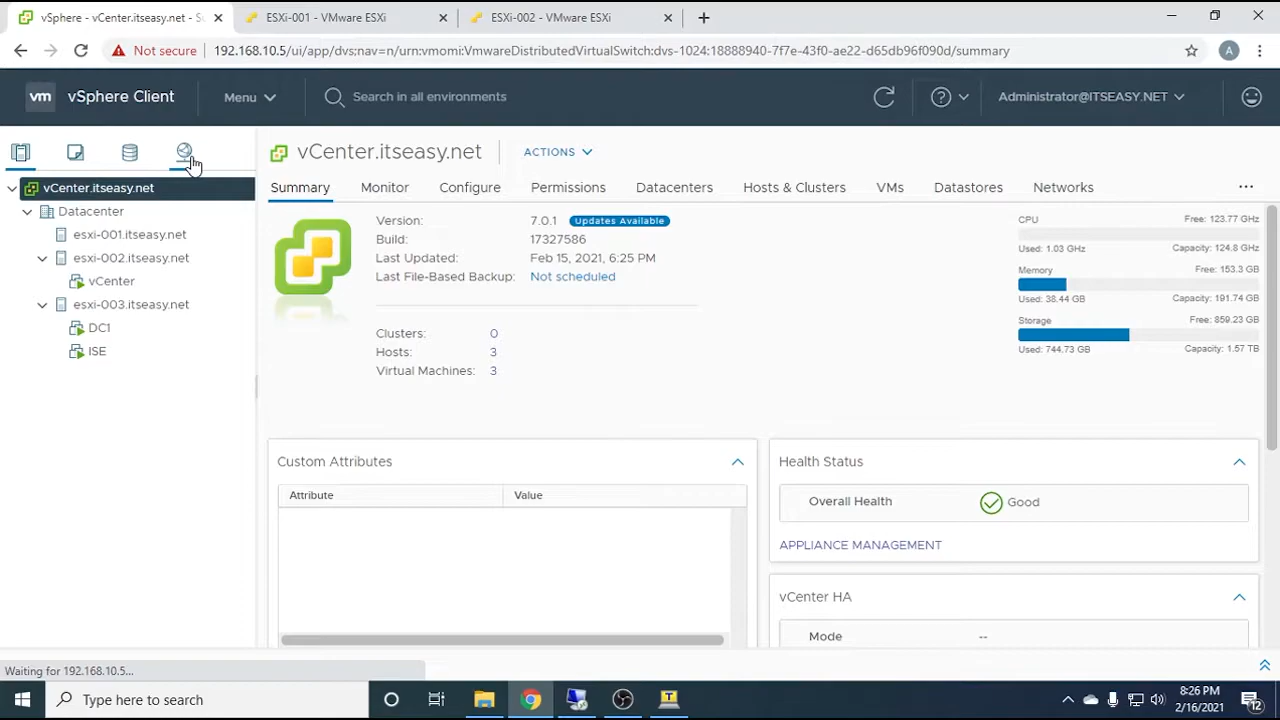 vSphere - vCenter.itseasy.net - Su
ESXi-001 - VMware ESXi
ESXi-002 - VMware ESXi
Not secure
192.168.10.5/ui/app/dvs;nav=n/urn:vmomi:VmwareDistributedVirtualSwitch:dvs-1024:18888940-7f7e-43f0-ae22-d65db96f090d/summary
A
vm
vSphere Client
Menu
Search in all environments
Administrator@ITSEASY.NET
vCenter.itseasy.net
ACTIONS
vCenter.itseasy.net
Datacenter
esxi-001.itseasy.net
esxi-002.itseasy.net
vCenter
esxi-003.itseasy.net
DC1
ISE
Summary
Monitor
Configure
Permissions
Datacenters
Hosts & Clusters
VMs
Datastores
Networks
Version: 7.0.1 Updates Available
Build: 17327586
Last Updated: Feb 15, 2021, 6:25 PM
Last File-Based Backup: Not scheduled
Clusters: 0
Hosts: 3
Virtual Machines: 3
CPU Free: 123.77 GHz
Used: 1.03 GHz Capacity: 124.8 GHz
Memory Free: 153.3 GB
Used: 38.44 GB Capacity: 191.74 GB
Storage Free: 859.23 GB
Used: 744.73 GB Capacity: 1.57 TB
Custom Attributes
Attribute Value
Health Status
Overall Health Good
APPLIANCE MANAGEMENT
vCenter HA
Mode --
Waiting for 192.168.10.5...
Type here to search
T
8:26 PM
2/16/2021
12